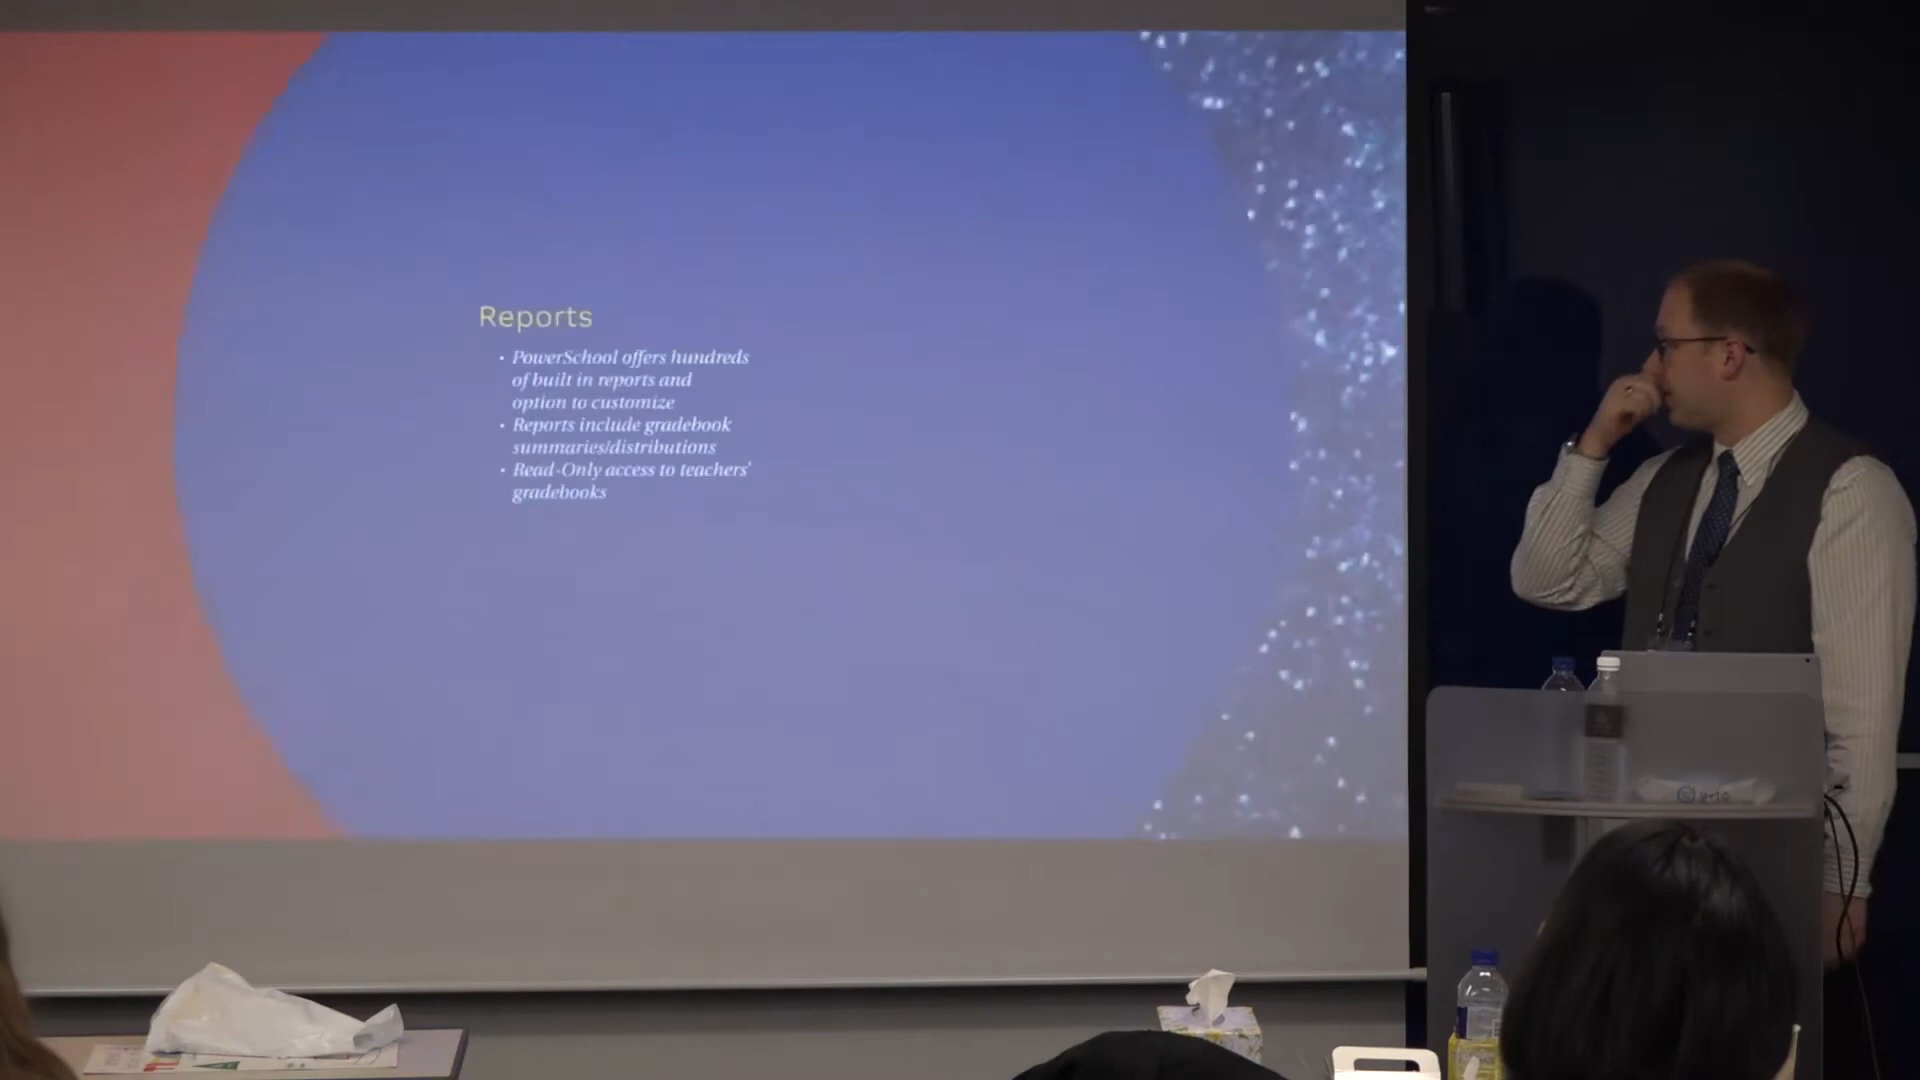 Reports
• PowerSchool offers hundreds
of built in reports and
option to customize
• Reports include gradebook
summaries/distributions
• Read-Only access to teachers'
gradebooks